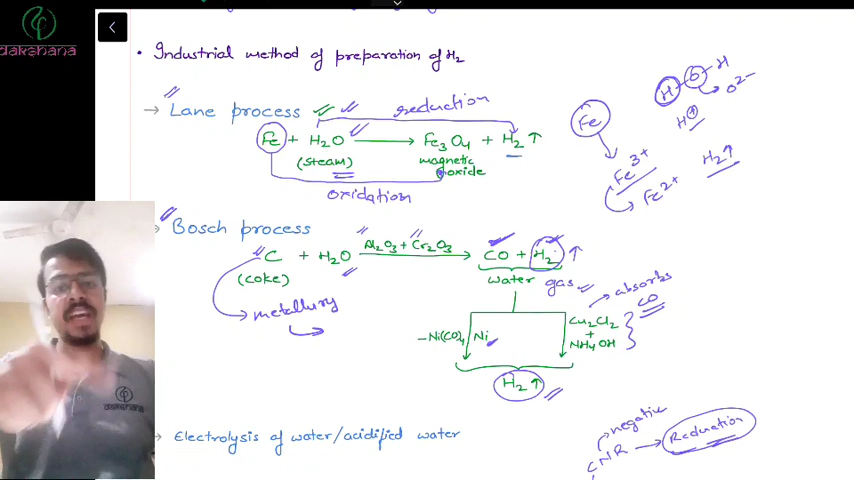 dakshana
• Industrial method of preparation of H2
→ Lane process
reduction
Fe + H2O → Fe3O4 + H2 ↑
(steam) magnetic oxide
oxidation
Fe
Fe3+
Fe2+
H-O-H
O2-
H+
H2↑
Bosch process
C + H2O Al2O3 + Cr2O3 → CO + H2 ↑
(coke)
water gas
metallury
absorbs
CO
-Ni(CO)4 Ni
Cu2Cl2
+
NH4OH
H2↑
→ Electrolysis of water/acidified water
negative
CNR → Reduction
dakshana